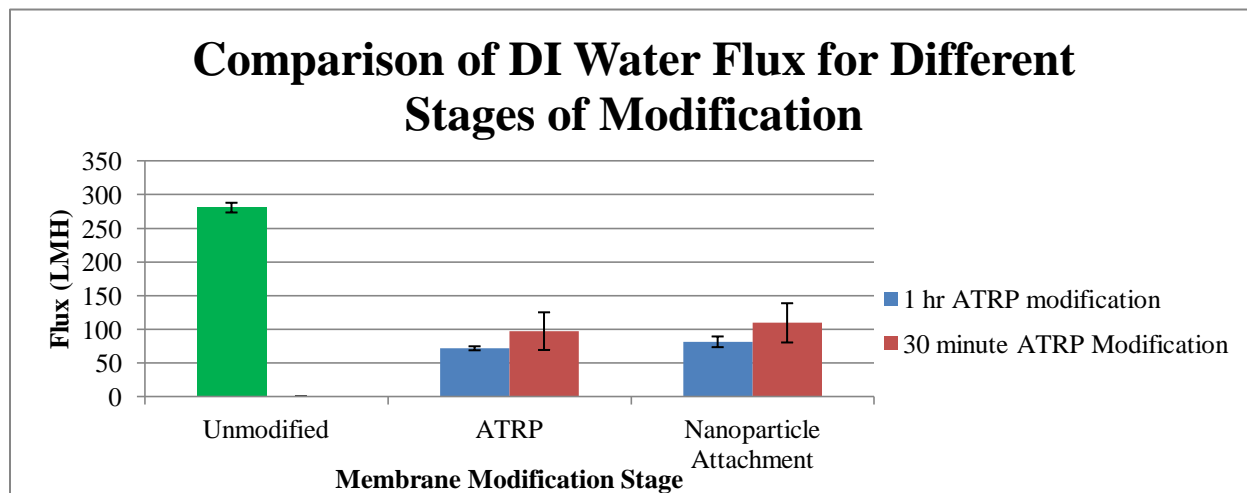 Comparison of DI Water Flux for Different
Stages of Modification
350
300
250
200
150
100
50
0
Flux (LMH)
Unmodified
ATRP
Nanoparticle
Attachment
Membrane Modification Stage
1 hr ATRP modification
30 minute ATRP Modification